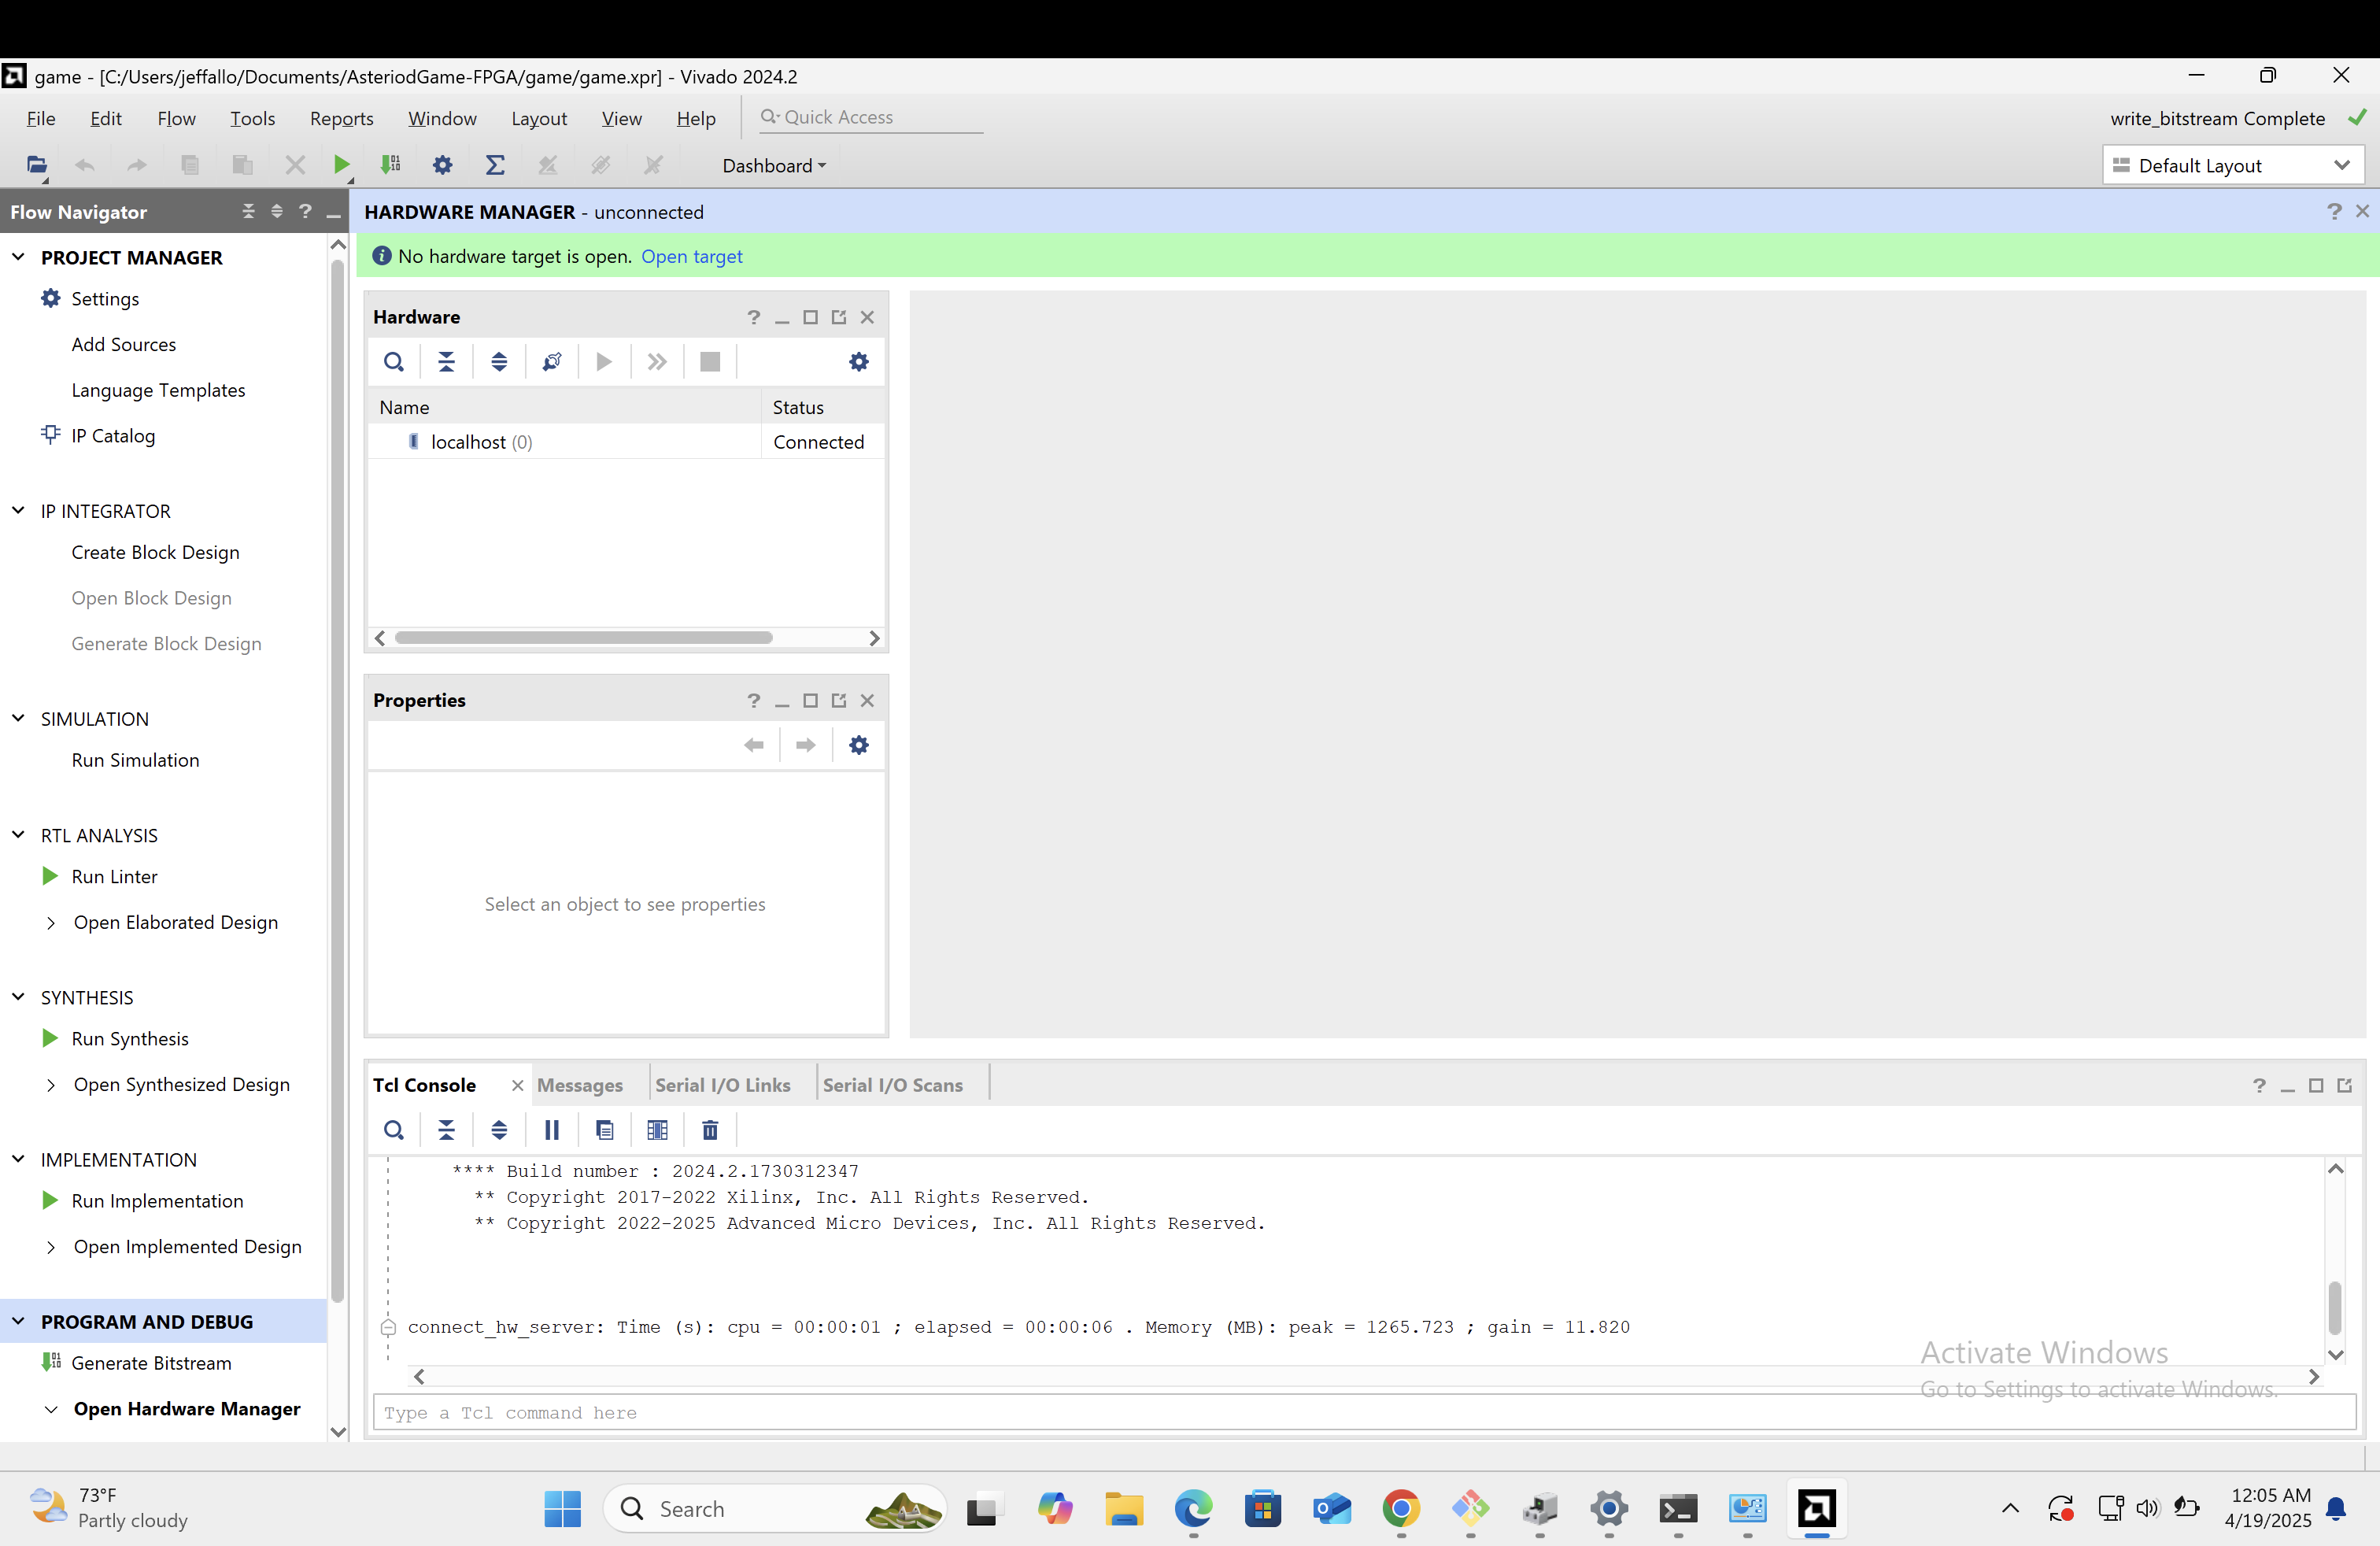 game - [C:/Users/jeffallo/Documents/AsteriodGame-FPGA/game/game.xpr] - Vivado 2024.2
File Edit Flow Tools Reports Window Layout View Help Quick Access
write_bitstream Complete
Dashboard
Default Layout
Flow Navigator
HARDWARE MANAGER - unconnected
No hardware target is open. Open target
PROJECT MANAGER
Settings
Add Sources
Language Templates
IP Catalog
IP INTEGRATOR
Create Block Design
Open Block Design
Generate Block Design
SIMULATION
Run Simulation
RTL ANALYSIS
Run Linter
Open Elaborated Design
SYNTHESIS
Run Synthesis
Open Synthesized Design
IMPLEMENTATION
Run Implementation
Open Implemented Design
PROGRAM AND DEBUG
Generate Bitstream
Open Hardware Manager
Hardware
Name Status
localhost (0) Connected
Properties
Select an object to see properties
Tcl Console Messages Serial I/O Links Serial I/O Scans
**** Build number : 2024.2.1730312347
** Copyright 2017-2022 Xilinx, Inc. All Rights Reserved.
** Copyright 2022-2025 Advanced Micro Devices, Inc. All Rights Reserved.
connect_hw_server: Time (s): cpu = 00:00:01 ; elapsed = 00:00:06 . Memory (MB): peak = 1265.723 ; gain = 11.820
Type a Tcl command here
Activate Windows
Go to Settings to activate Windows.
73°F
Partly cloudy
Search
12:05 AM
4/19/2025